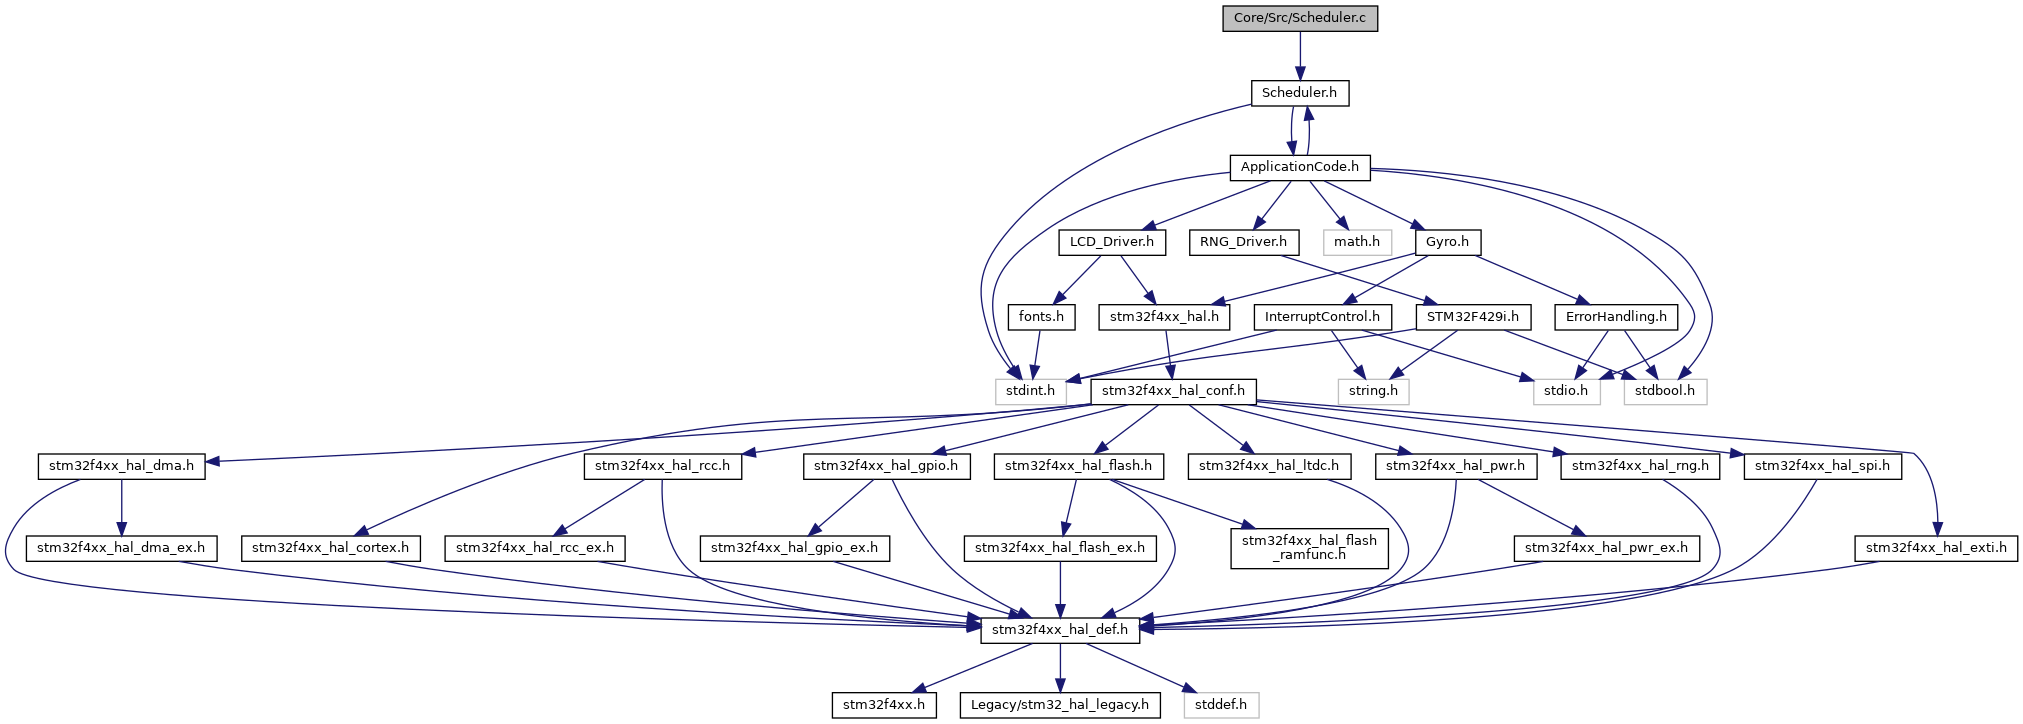 Core/Src/Scheduler.c
Scheduler.h
ApplicationCode.h
LCD_Driver.h
RNG_Driver.h
math.h
Gyro.h
fonts.h
stm32f4xx_hal.h
InterruptControl.h
STM32F429i.h
ErrorHandling.h
stdint.h
stm32f4xx_hal_conf.h
string.h
stdio.h
stdbool.h
stm32f4xx_hal_dma.h
stm32f4xx_hal_rcc.h
stm32f4xx_hal_gpio.h
stm32f4xx_hal_flash.h
stm32f4xx_hal_ltdc.h
stm32f4xx_hal_pwr.h
stm32f4xx_hal_rng.h
stm32f4xx_hal_spi.h
stm32f4xx_hal_dma_ex.h
stm32f4xx_hal_cortex.h
stm32f4xx_hal_rcc_ex.h
stm32f4xx_hal_gpio_ex.h
stm32f4xx_hal_flash_ex.h
stm32f4xx_hal_flash
_ramfunc.h
stm32f4xx_hal_pwr_ex.h
stm32f4xx_hal_exti.h
stm32f4xx_hal_def.h
stm32f4xx.h
Legacy/stm32_hal_legacy.h
stddef.h